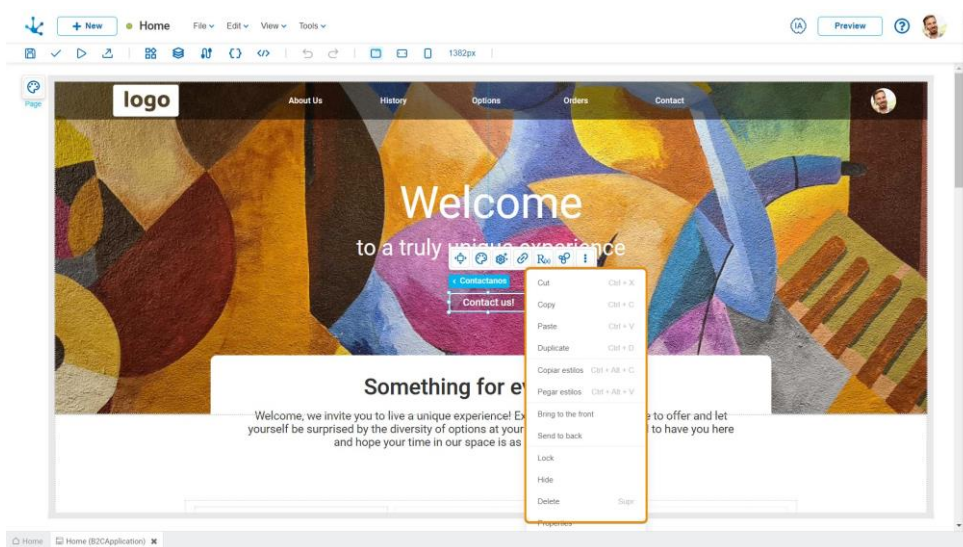 + New
Home
File
Edit
View
Tools
IA
Preview
?
1382px
Page
logo
About Us
History
Options
Orders
Contact
Welcome
to a truly unique experience
Contactanos
Contact us!
Cut Ctrl + X
Copy Ctrl + C
Paste Ctrl + V
Duplicate Ctrl + D
Copiar estilos Ctrl + Alt + C
Pegar estilos Ctrl + Alt + V
Bring to the front
Send to back
Lock
Hide
Delete Supr
Properties
Something for ev
Welcome, we invite you to live a unique experience! Ex e to offer and let
yourself be surprised by the diversity of options at your l to have you here
and hope your time in our space is as
Home
Home (B2CApplication)